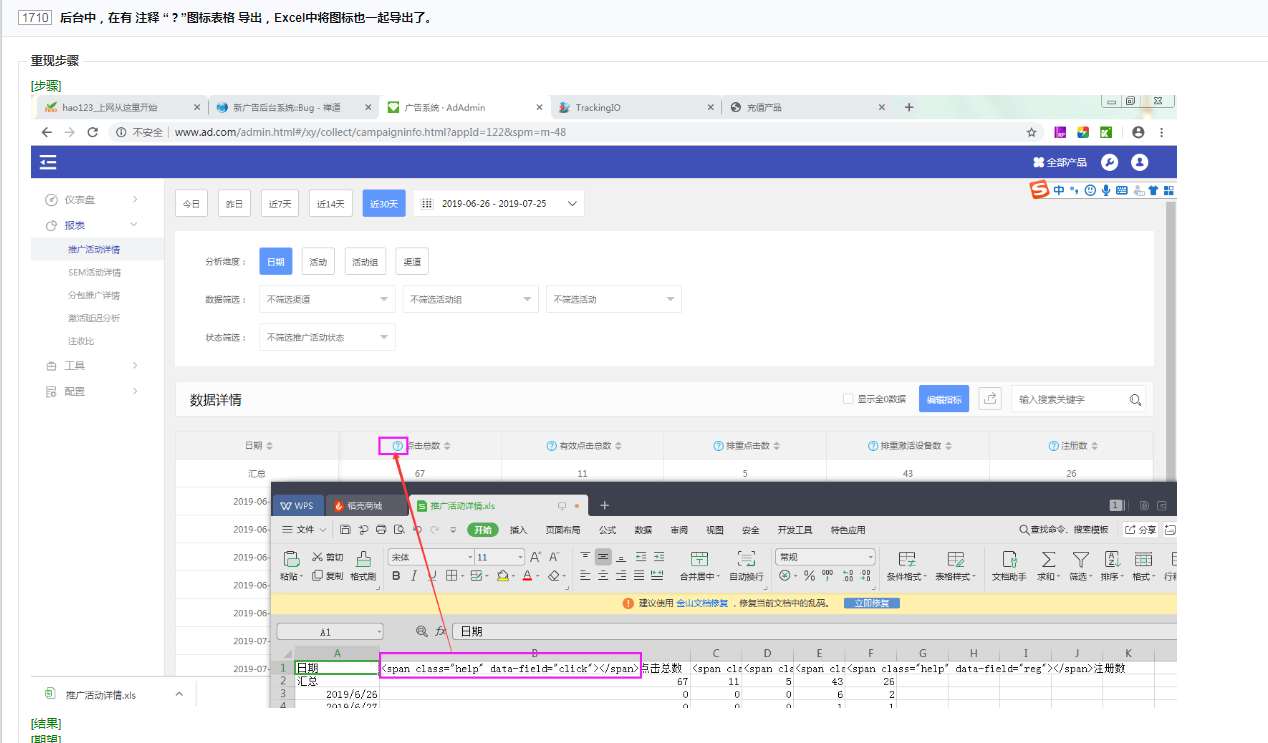 1710 后台中，在有 注释 “？”图标表格 导出，Excel中将图标也一起导出了。
重现步骤
[步骤]
hao123_上网从这里开始
新广告后台系统::Bug - 禅道
广告系统 · AdAdmin
TrackingIO
充值产品
不安全 www.ad.com/admin.html#/xy/collect/campaigninfo.html?appId=122&spm=m-48
全部产品
中
仪表盘
报表
推广活动详情
SEM活动详情
分包推广详情
激活延迟分析
注收比
工具
配置
今日 昨日 近7天 近14天 近30天 2019-06-26 - 2019-07-25
分析维度： 日期 活动 活动组 渠道
数据筛选： 不筛选渠道 不筛选活动组 不筛选活动
状态筛选： 不筛选推广活动状态
数据详情 显示全0数据 编辑指标 输入搜索关键字
日期 点击总数 有效点击总数 排重点击数 排重激活设备数 注册数
汇总 67 11 5 43 26
2019-06-
2019-06-
2019-06-
2019-06-
2019-06-
2019-07-
2019-07-
WPS 稻壳商城 推广活动详情.xls 1
文件 开始 插入 页面布局 公式 数据 审阅 视图 安全 开发工具 特色应用 查找命令、搜索模板 分享
粘贴 剪切 复制 格式刷 宋体 11 合并居中 自动换行 常规 条件格式 表格样式 文档助手 求和 筛选 排序 格式
B I U A
建议使用 金山文档修复 ，修复当前文档中的乱码。 立即修复
A1 fx 日期
A B C D E F G H I J K
1 日期 <span class="help" data-field="click"></span>点击总数 <span cla <span cla <span cla <span class="help" data-field="reg"></span>注册数
2 汇总 67 11 5 43 26
3 2019/6/26 0 0 0 6 2
4 2019/6/27 0 0 0 1 1
推广活动详情.xls
[结果]
[期望]